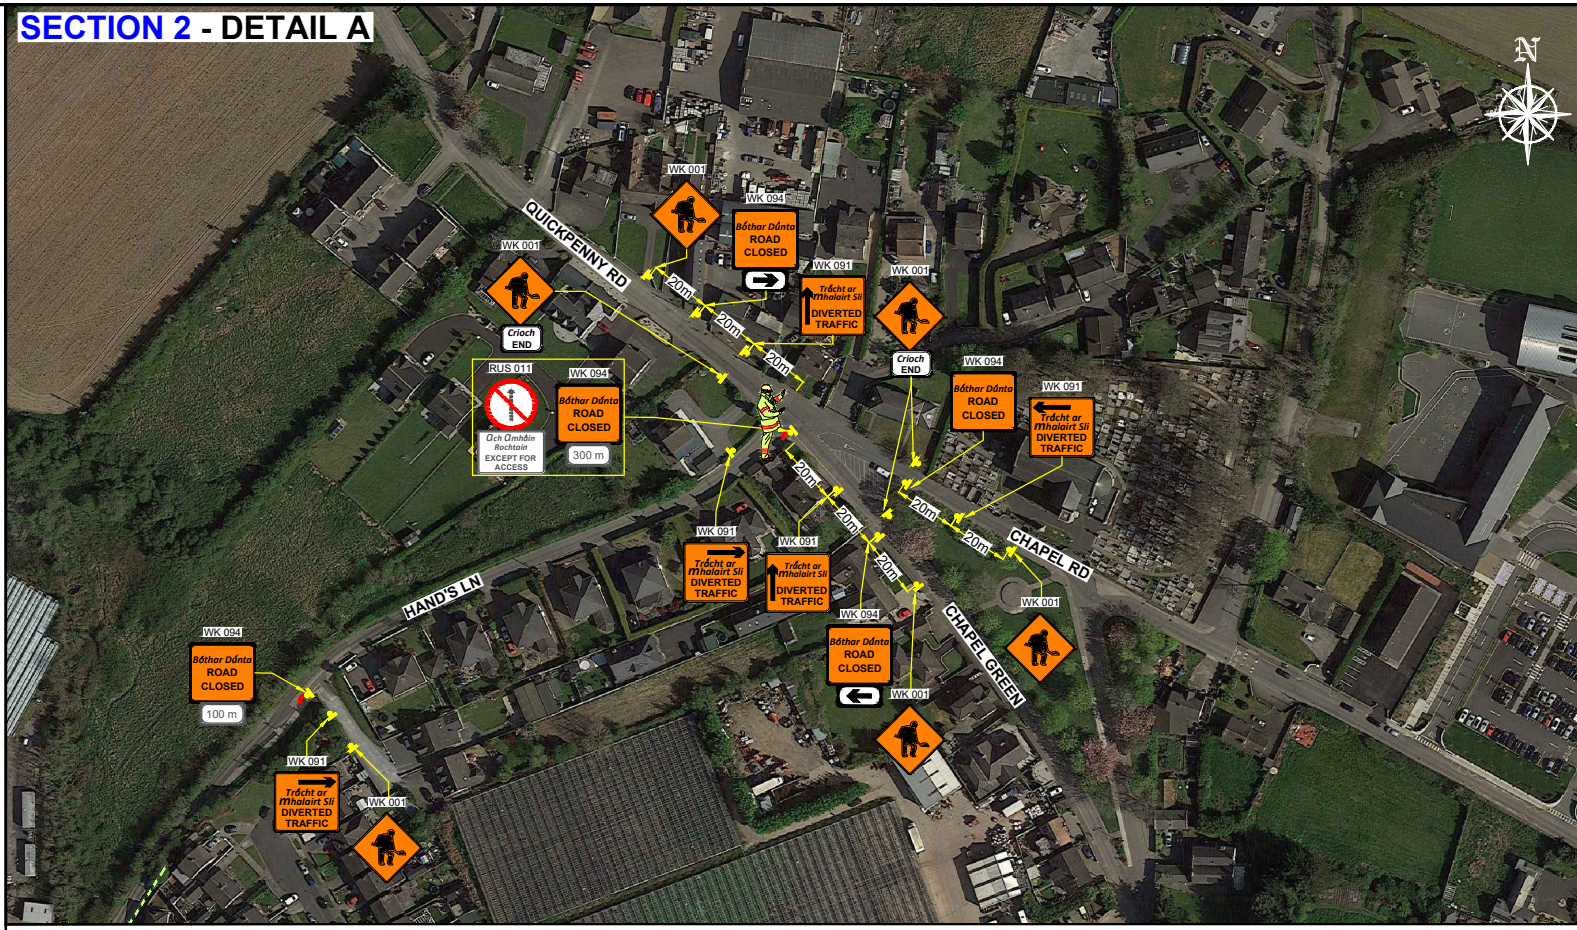 SECTION 2 - DETAIL A
N
WK 001
WK 094
Bóthar Dúnta
ROAD
CLOSED
QUICKPENNY RD
WK 001
Críoch
END
20m
WK 091
Trácht ar
mhalairt Slí
DIVERTED
TRAFFIC
WK 001
Críoch
END
20m
20m
RUS 011
Ach Amháin
Rochtain
EXCEPT FOR
ACCESS
WK 094
Bóthar Dúnta
ROAD
CLOSED
300 m
WK 094
Bóthar Dúnta
ROAD
CLOSED
WK 091
Trácht ar
mhalairt Slí
DIVERTED
TRAFFIC
20m
20m
20m
20m
20m
CHAPEL RD
WK 091
Trácht ar
mhalairt Slí
DIVERTED
TRAFFIC
WK 091
Trácht ar
mhalairt Slí
DIVERTED
TRAFFIC
HAND'S LN
WK 094
Bóthar Dúnta
ROAD
CLOSED
WK 001
CHAPEL GREEN
WK 001
WK 094
Bóthar Dúnta
ROAD
CLOSED
100 m
WK 091
Trácht ar
mhalairt Slí
DIVERTED
TRAFFIC
WK 001